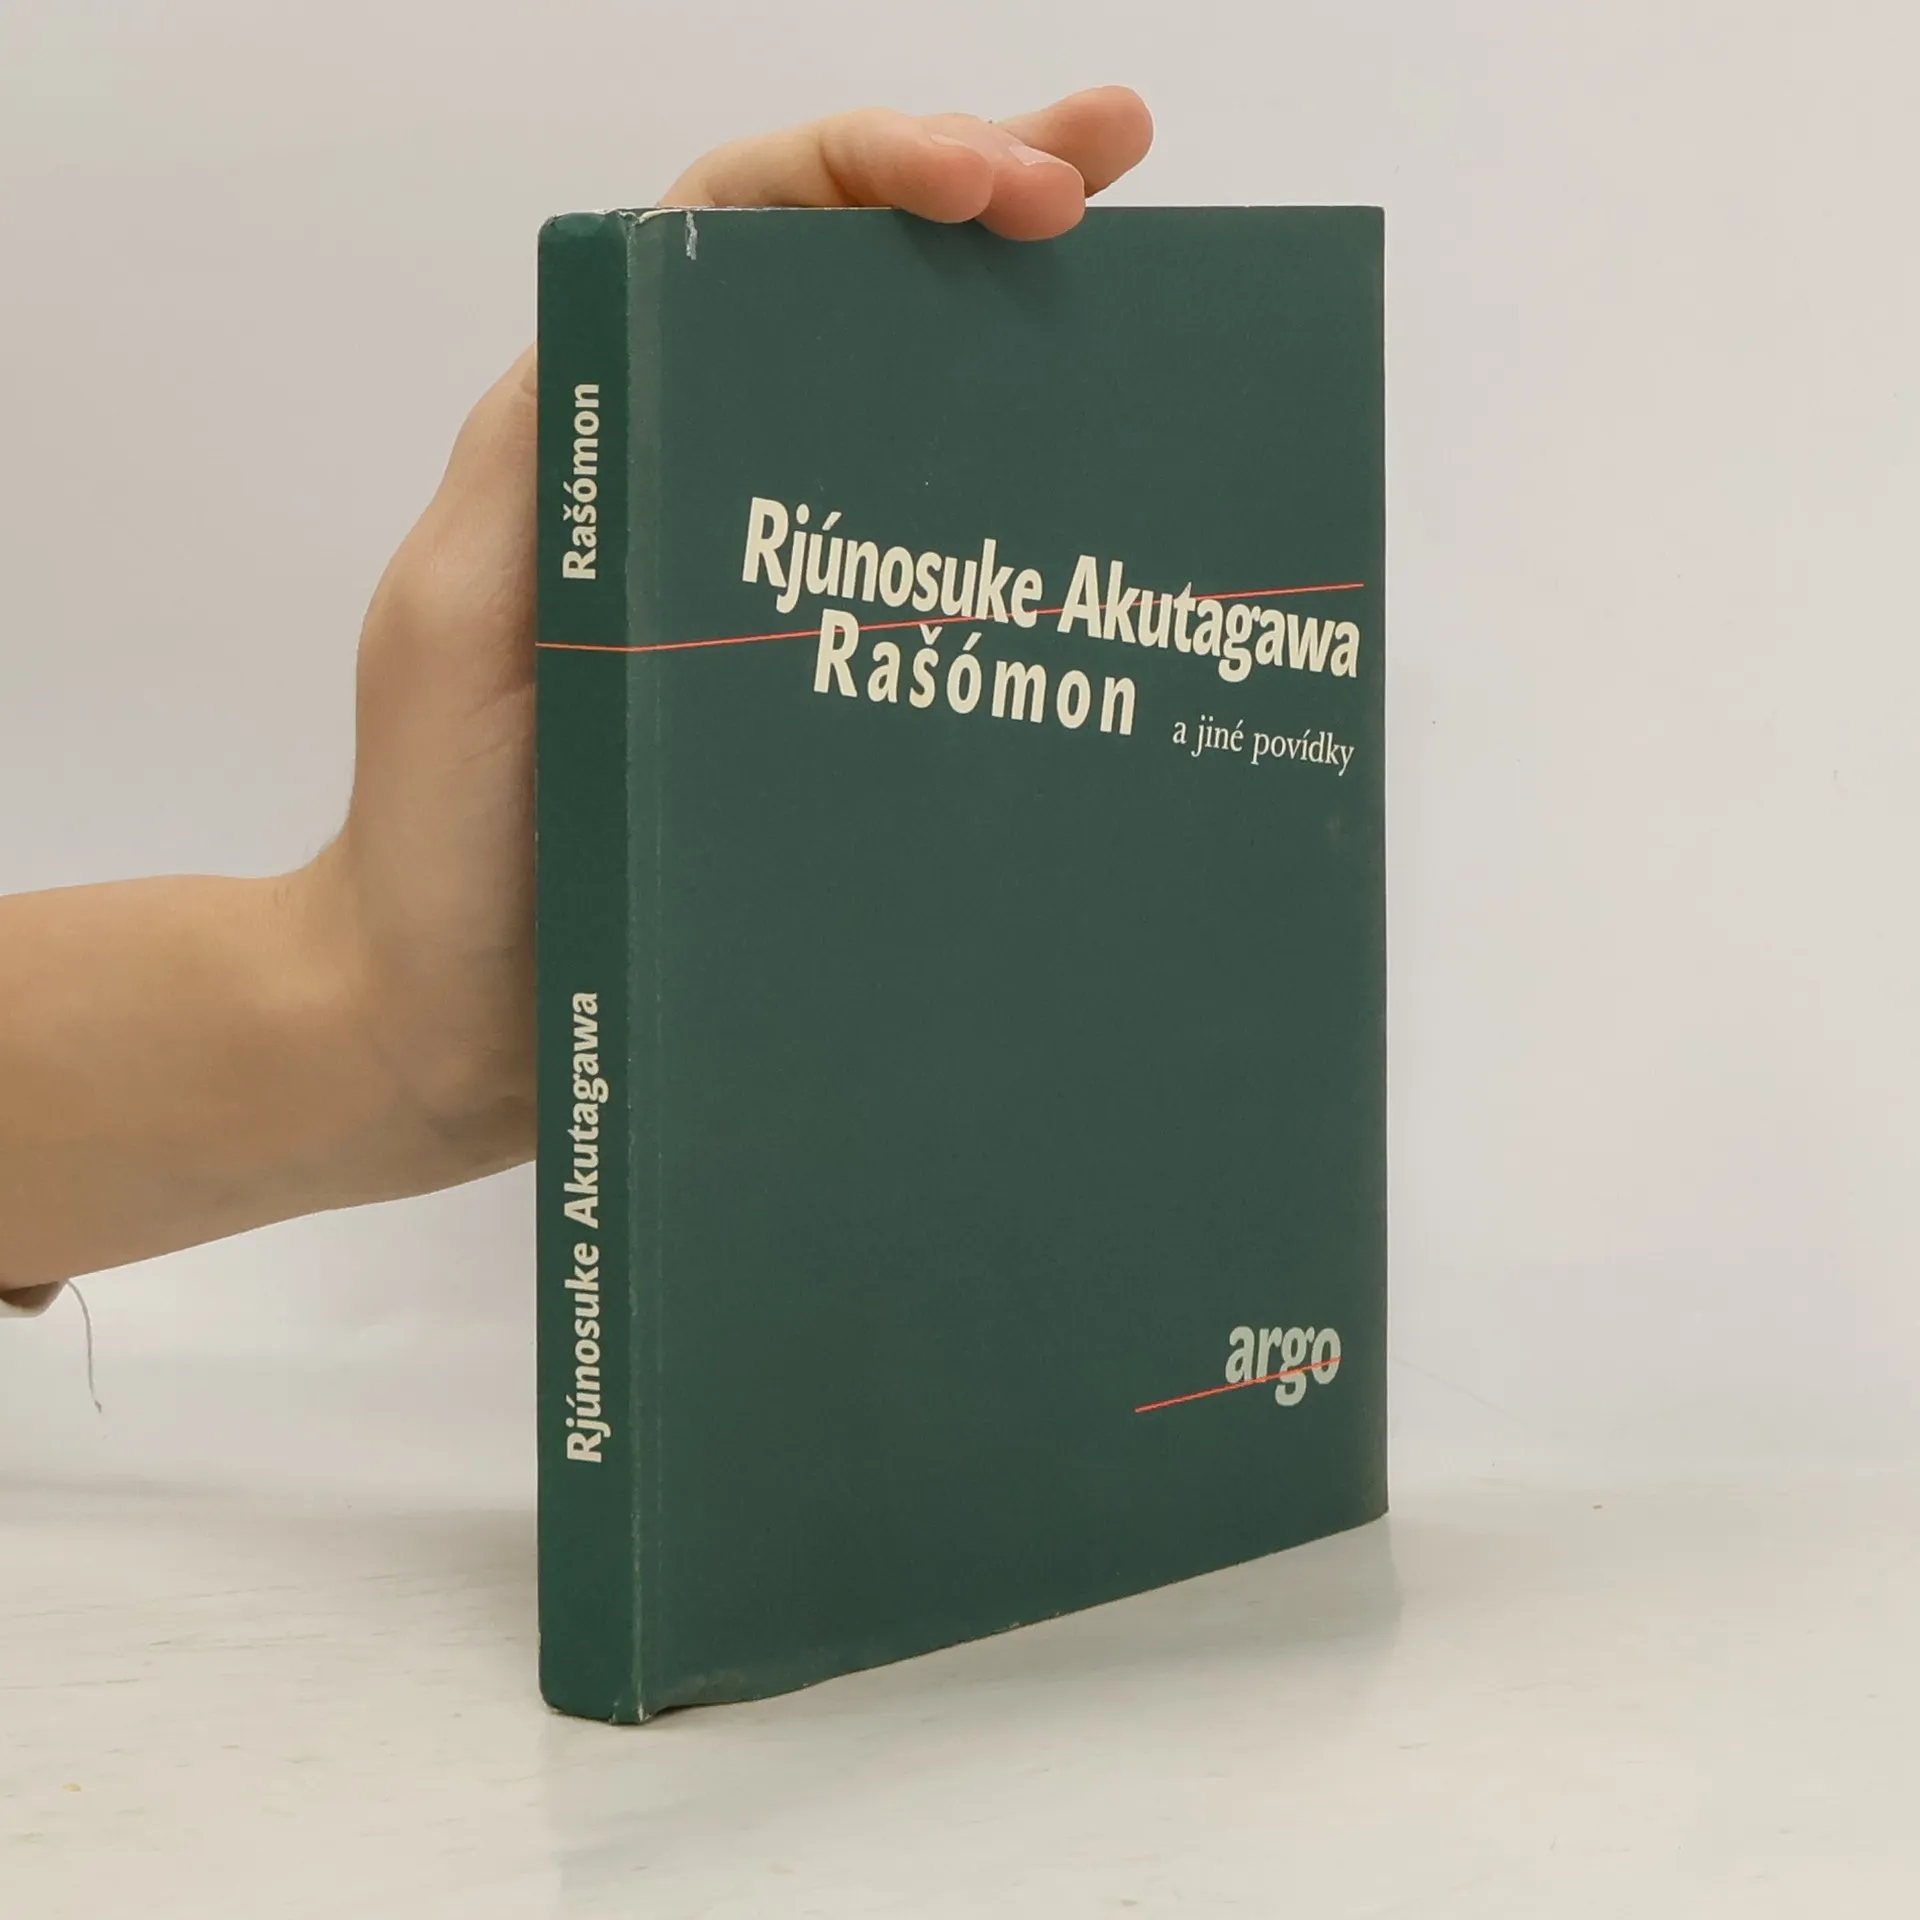 Rašómon
Rjúnosuke Akutagawa
Rjúnosuke Akutagawa
Rašómon
a jiné povídky
argo